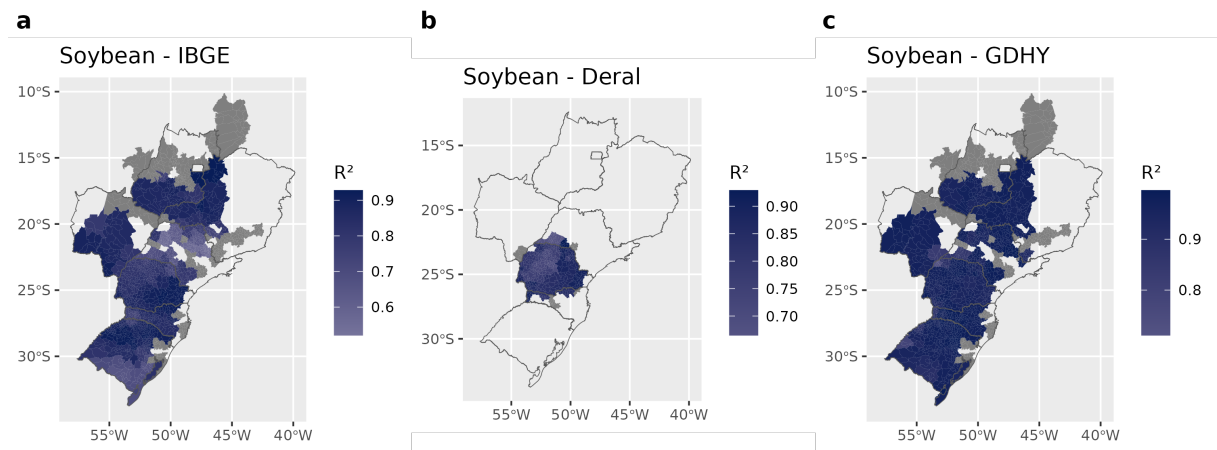 a
Soybean - IBGE
10°S
15°S
20°S
25°S
30°S
55°W 50°W 45°W 40°W
R²
0.9
0.8
0.7
0.6
b
Soybean - Deral
15°S
20°S
25°S
30°S
55°W 50°W 45°W 40°W
R²
0.90
0.85
0.80
0.75
0.70
c
Soybean - GDHY
10°S
15°S
20°S
25°S
30°S
55°W 50°W 45°W 40°W
R²
0.9
0.8